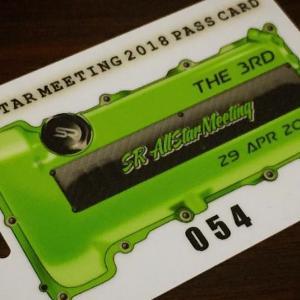 STAR MEETING 2018 PASS CARD
THE 3RD
SR AllStar Meeting
29 APR 20
054